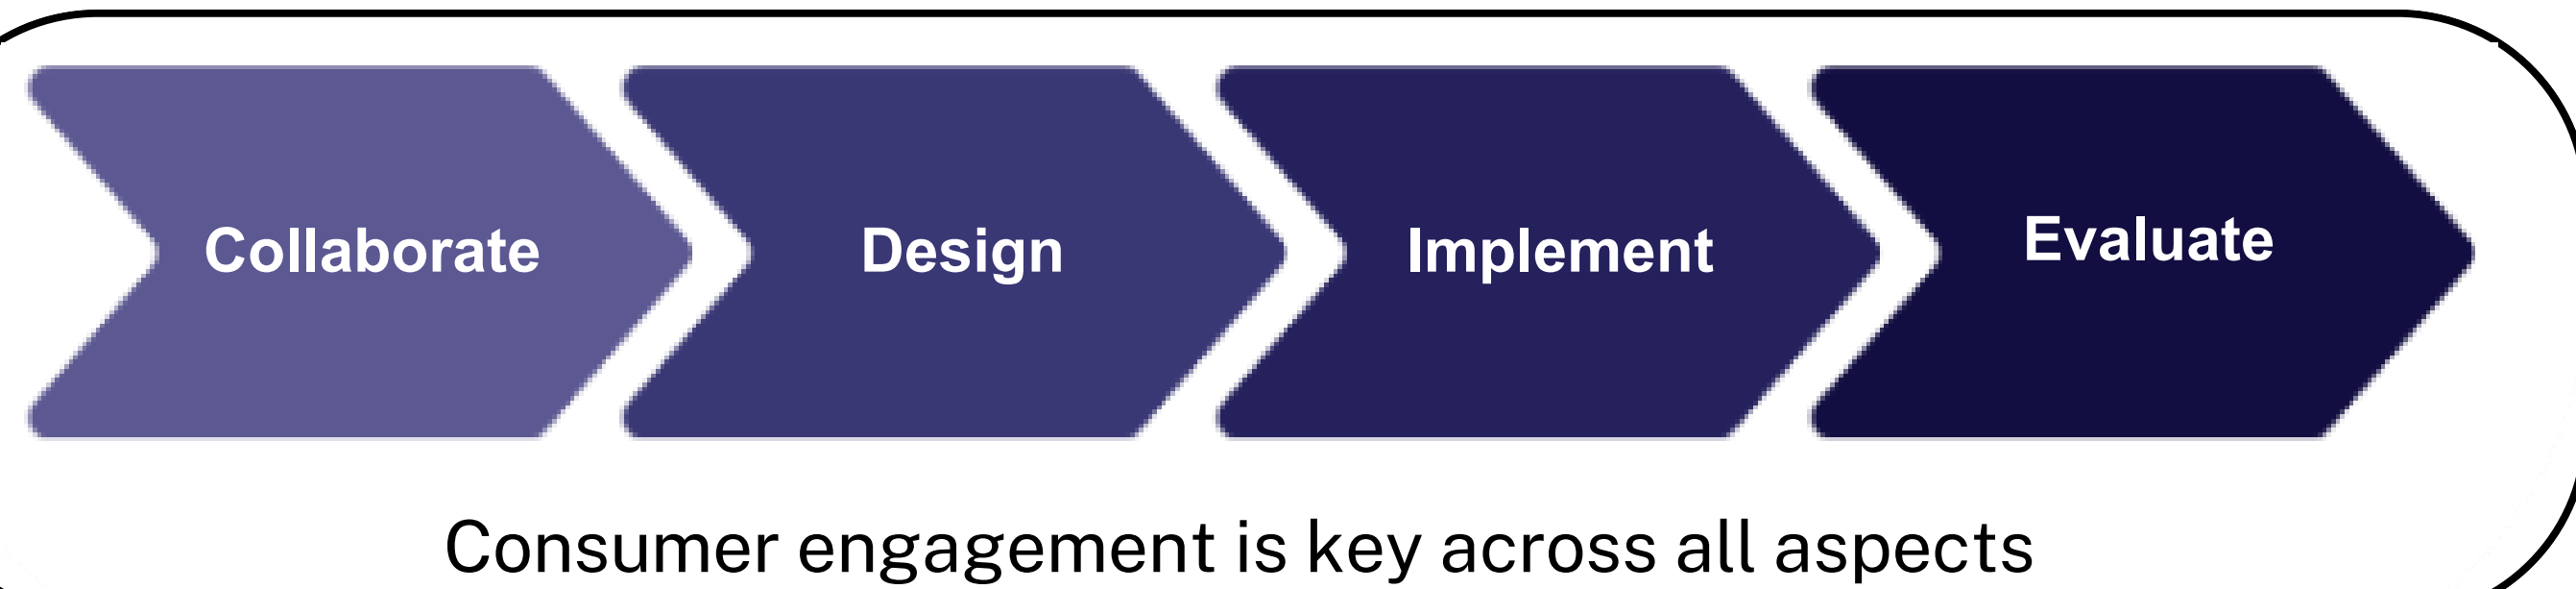 Collaborate
Design
Implement
Evaluate
Consumer engagement is key across all aspects